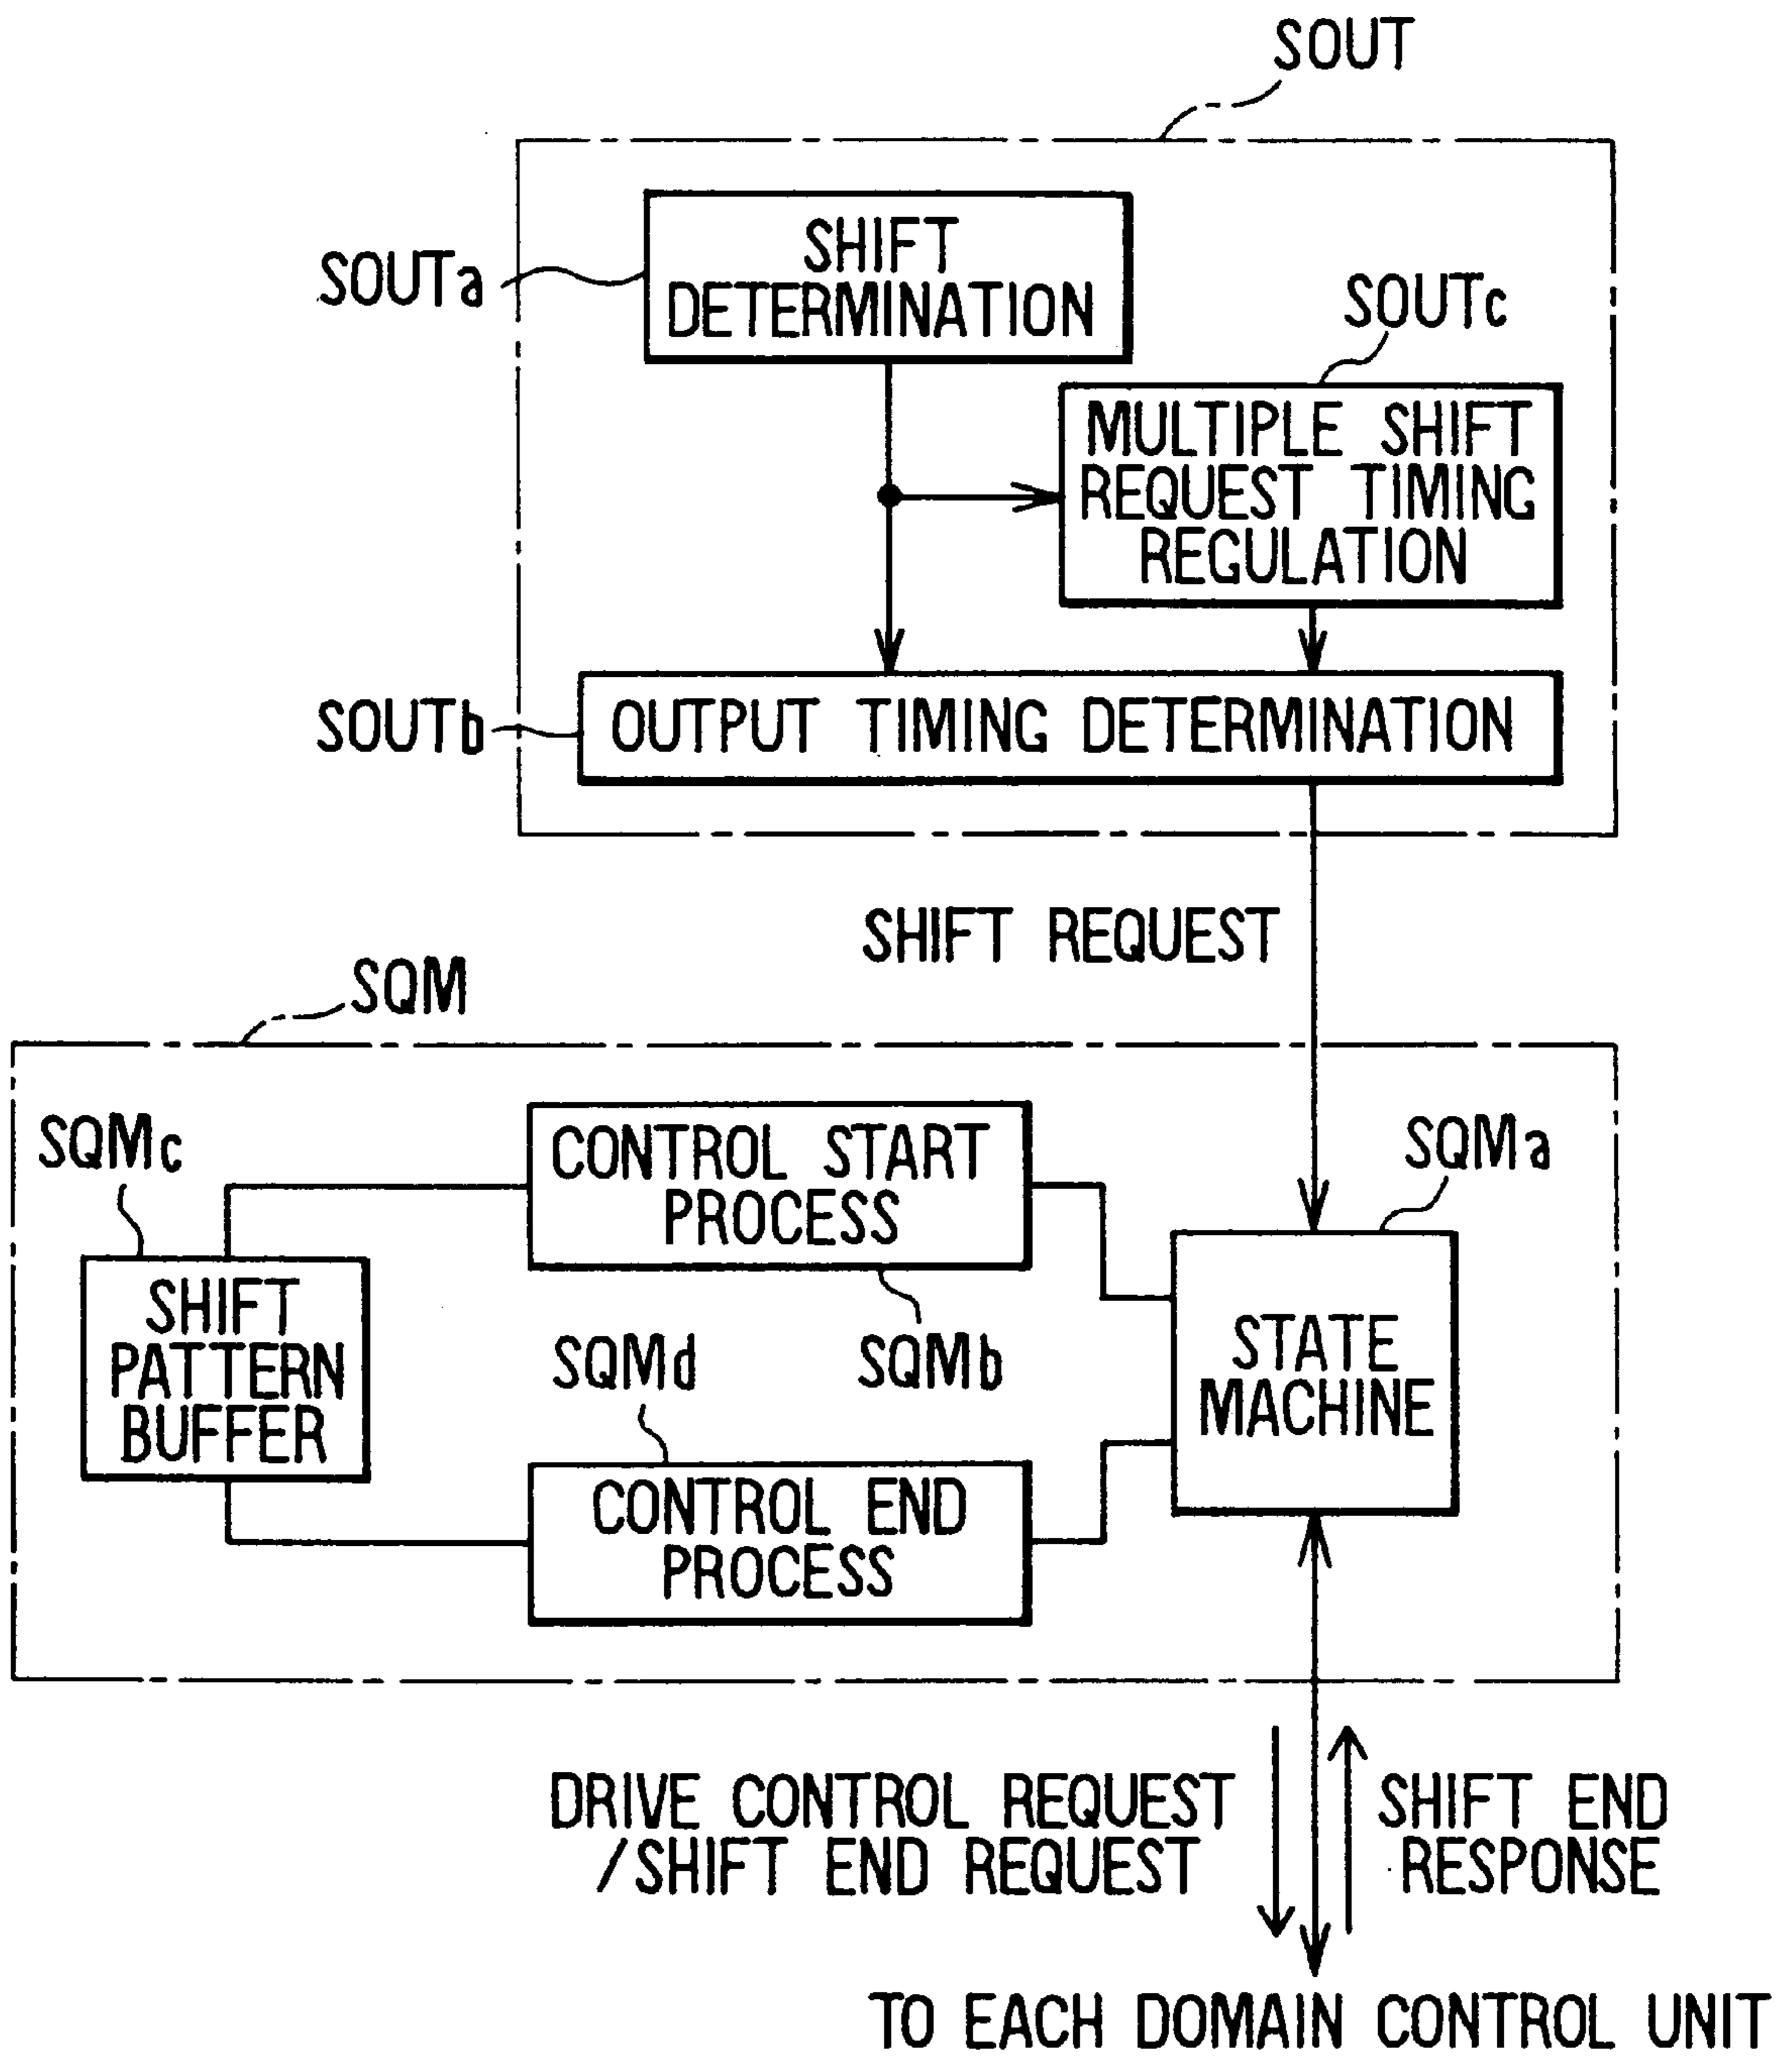 SOUT
SHIFT
DETERMINATION
SOUTa
SOUTc
MULTIPLE SHIFT
REQUEST TIMING
REGULATION
SOUTb
OUTPUT TIMING DETERMINATION
SHIFT REQUEST
SQM
SQMc
CONTROL START
PROCESS
SQMa
SHIFT
PATTERN
BUFFER
SQMd
SQMb
STATE
MACHINE
CONTROL END
PROCESS
DRIVE CONTROL REQUEST
/SHIFT END REQUEST
SHIFT END
RESPONSE
TO EACH DOMAIN CONTROL UNIT